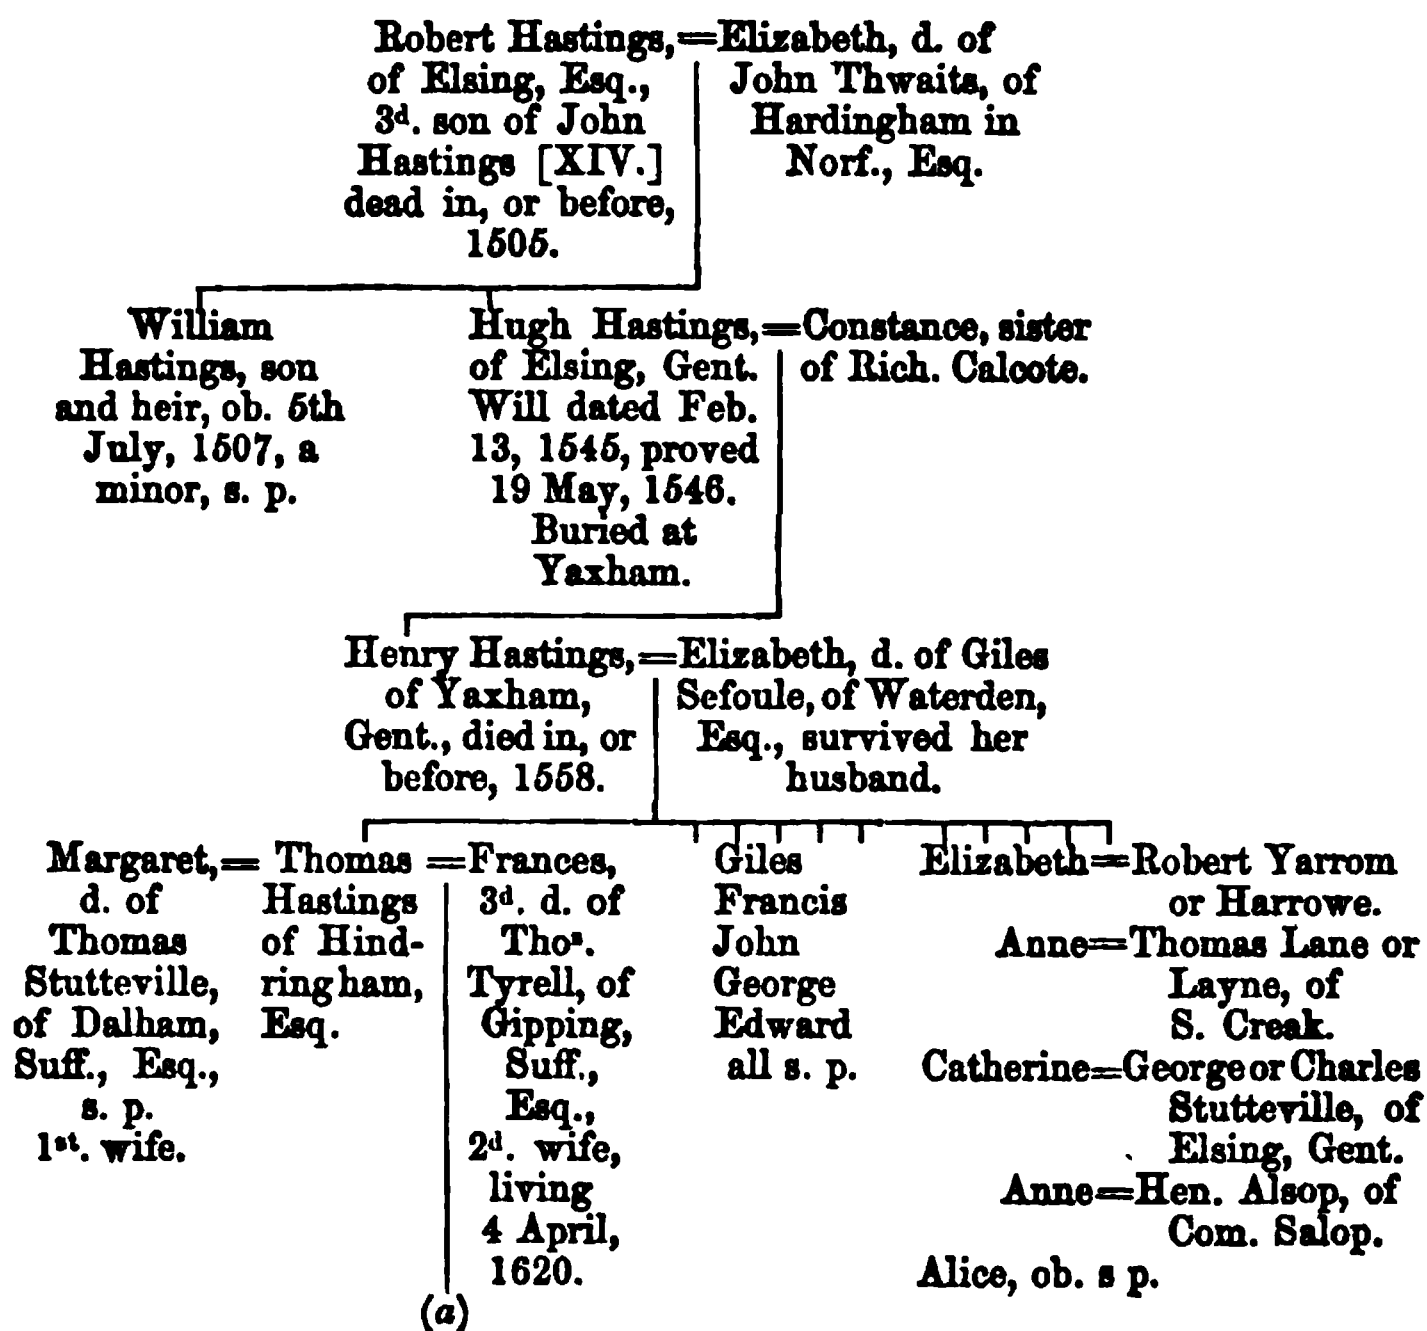 Robert Hastings,=Elizabeth, d. of
of Elsing, Esq.,
3d. son of John
Hastings [XIV.]
dead in, or before,
1505.
John Thwaits, of
Hardingham in
Norf., Esq.
William
Hastings, son
and heir, ob. 5th
July, 1507, a
minor, s. p.
Hugh Hastings,=Constance, sister
of Elsing, Gent.
Will dated Feb.
13, 1545, proved
19 May, 1546.
Buried at
Yaxham.
of Rich. Calcote.
Henry Hastings,=Elizabeth, d. of Giles
of Yaxham,
Gent., died in, or
before, 1558.
Sefoule, of Waterden,
Esq., survived her
husband.
Margaret,=
d. of
Thomas
Stutteville,
of Dalham,
Suff., Esq.,
s. p.
1st. wife.
Thomas
Hastings
of Hind-
ringham,
Esq.
=Frances,
3d. d. of
Thos.
Tyrell, of
Gipping,
Suff.,
Esq.,
2d. wife,
living
4 April,
1620.
Giles
Francis
John
George
Edward
all s. p.
Elizabeth=Robert Yarrom
or Harrowe.
Anne=Thomas Lane or
Layne, of
S. Creak.
Catherine=George or Charles
Stutteville, of
Elsing, Gent.
Anne=Hen. Alsop, of
Com. Salop.
Alice, ob. s p.
(a)